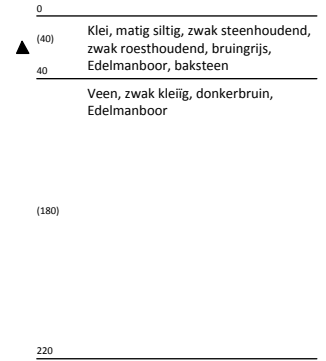 0
(40)
Klei, matig siltig, zwak steenhoudend,
zwak roesthoudend, bruingrijs,
Edelmanboor, baksteen
40
Veen, zwak kleiïg, donkerbruin,
Edelmanboor
(180)
220